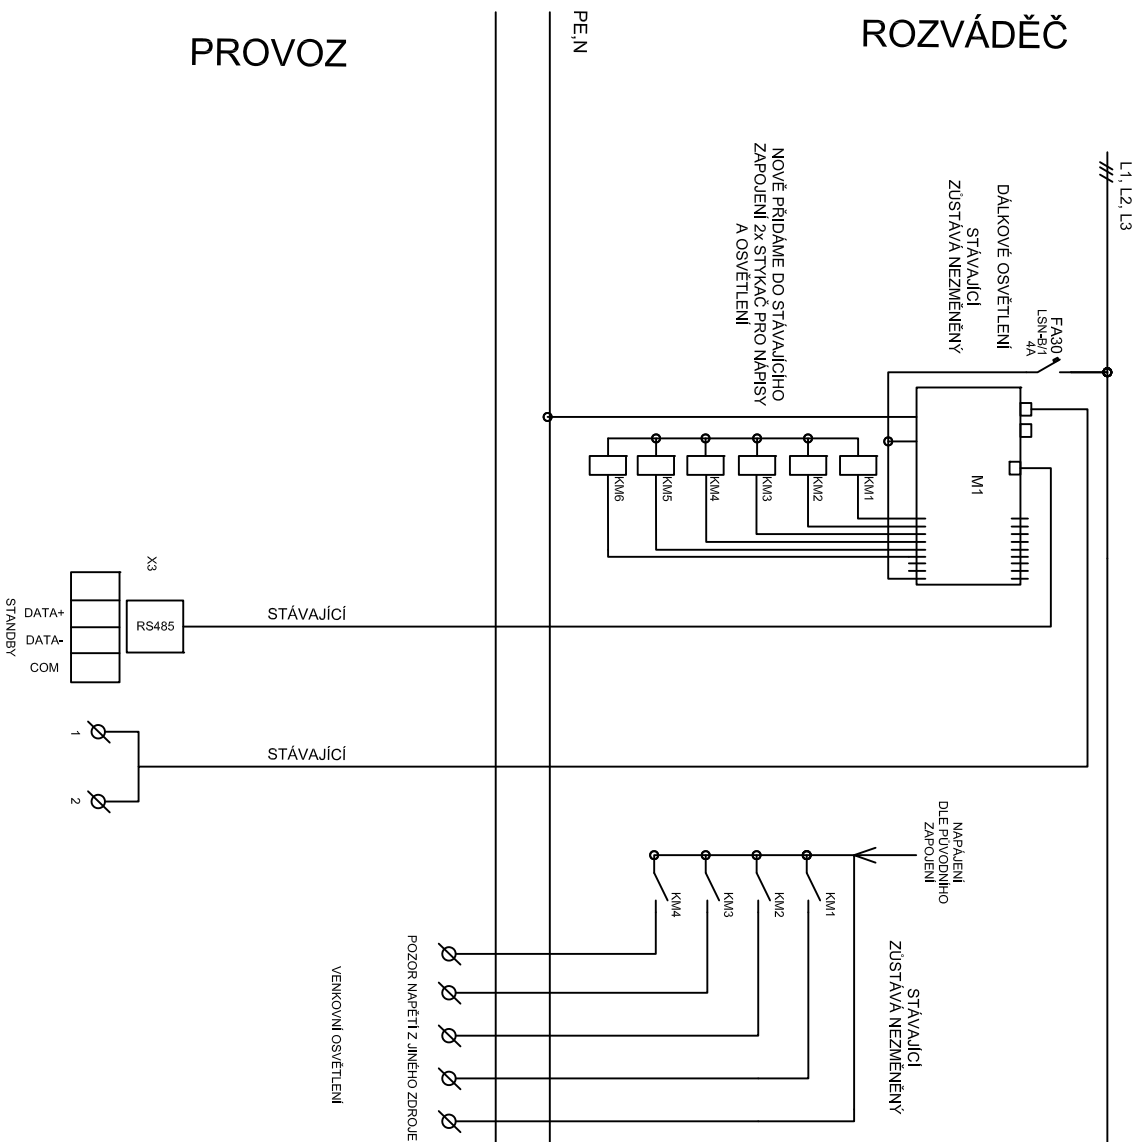 PROVOZ
ROZVÁDĚČ
PE,N
L1, L2, L3
FA30
LSN-B/1
4A
DÁLKOVÉ OSVĚTLENÍ
STÁVAJÍCÍ
ZŮSTÁVÁ NEZMĚNĚNÝ
NOVĚ PŘIDÁME DO STÁVAJÍCÍHO
ZAPOJENÍ 2x STYKAČ PRO NÁPISY
A OSVĚTLENÍ
M1
KM1
KM2
KM3
KM4
KM5
KM6
X3
RS485
DATA+
DATA-
COM
STANDBY
STÁVAJÍCÍ
1
2
STÁVAJÍCÍ
NAPÁJENÍ
DLE PŮVODNÍHO
ZAPOJENÍ
KM1
KM2
KM3
KM4
STÁVAJÍCÍ
ZŮSTÁVÁ NEZMĚNĚNÝ
POZOR NAPĚTÍ Z JINÉHO ZDROJE
VENKOVNÍ OSVĚTLENÍ